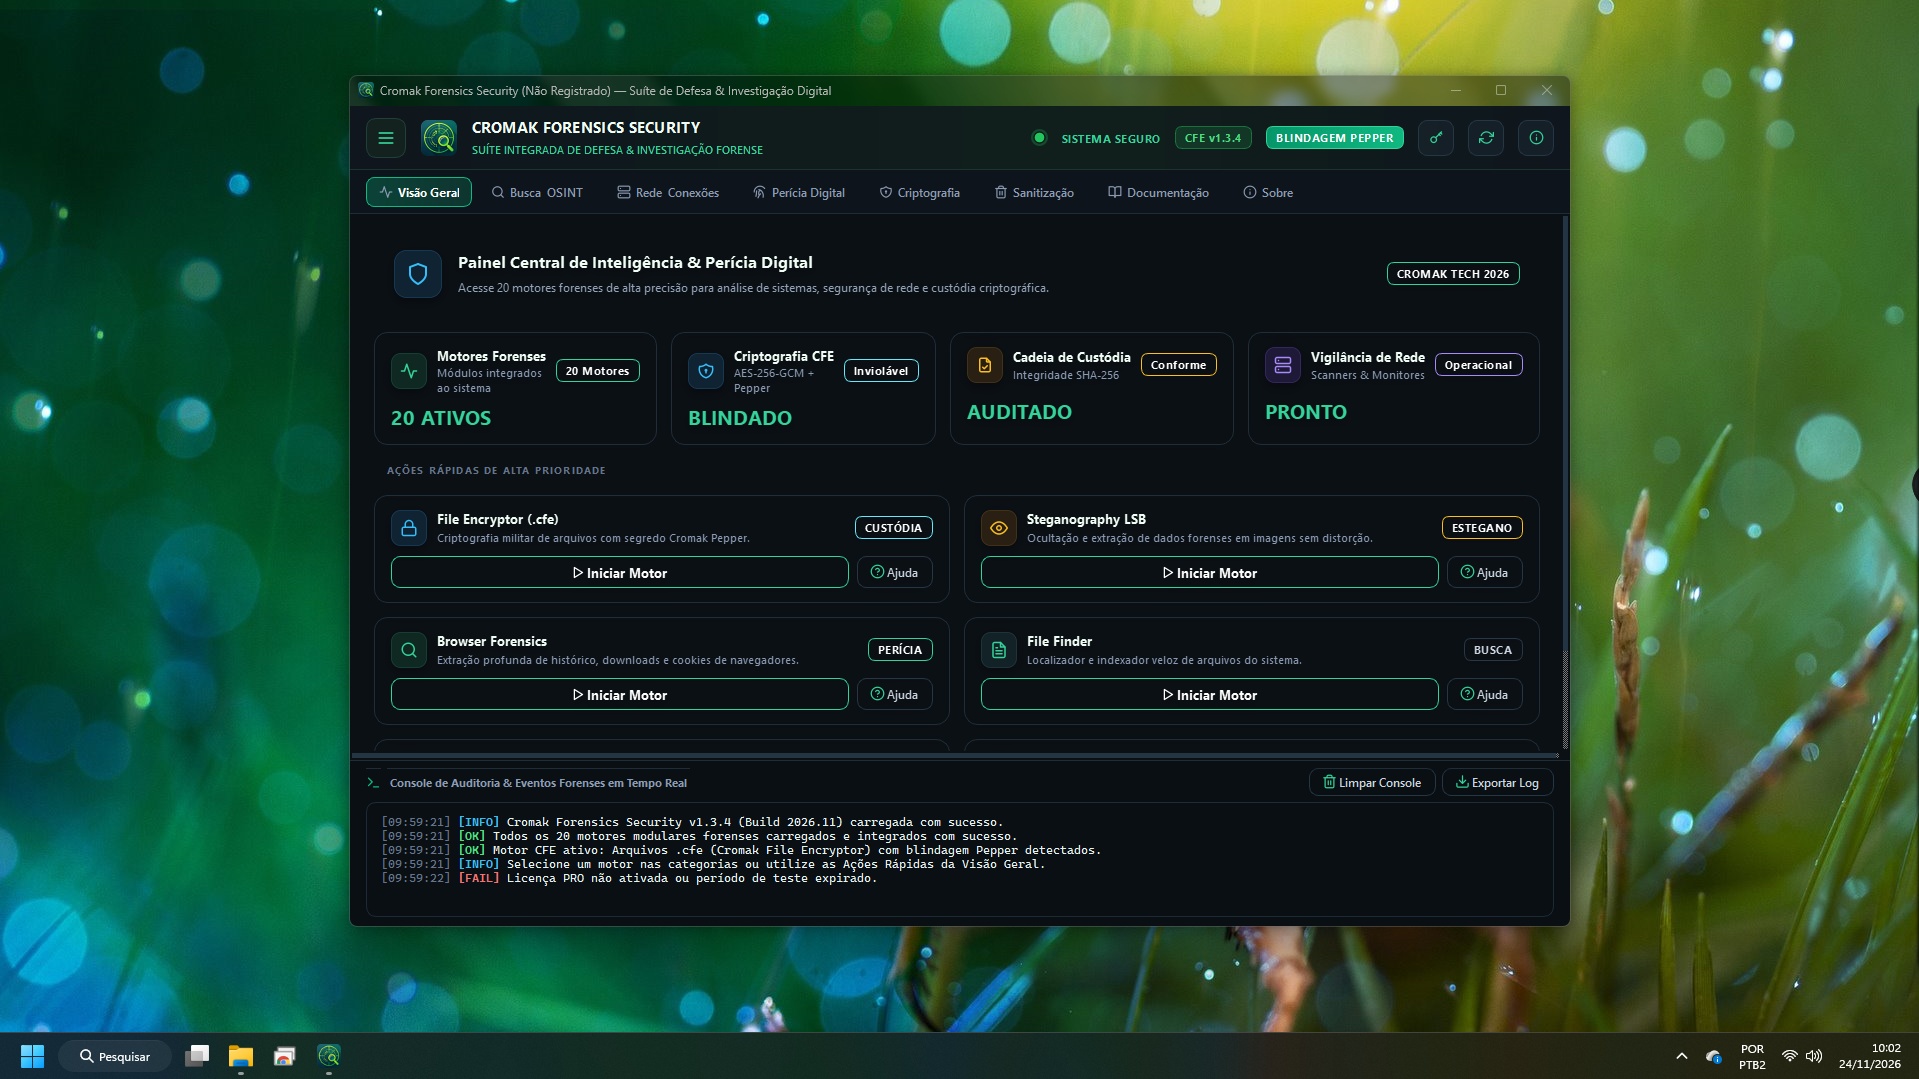 Cromak Forensics Security (Não Registrado) — Suíte de Defesa & Investigação Digital
CROMAK FORENSICS SECURITY
SUÍTE INTEGRADA DE DEFESA & INVESTIGAÇÃO FORENSE
SISTEMA SEGURO
CFE v1.3.4
BLINDAGEM PEPPER
Visão Geral
Busca OSINT
Rede Conexões
Perícia Digital
Criptografia
Sanitização
Documentação
Sobre
Painel Central de Inteligência & Perícia Digital
Acesse 20 motores forenses de alta precisão para análise de sistemas, segurança de rede e custódia criptográfica.
CROMAK TECH 2026
Motores Forenses
Módulos integrados
ao sistema
20 Motores
20 ATIVOS
Criptografia CFE
AES-256-GCM +
Pepper
Inviolável
BLINDADO
Cadeia de Custódia
Integridade SHA-256
Conforme
AUDITADO
Vigilância de Rede
Scanners & Monitores
Operacional
PRONTO
AÇÕES RÁPIDAS DE ALTA PRIORIDADE
File Encryptor (.cfe)
Criptografia militar de arquivos com segredo Cromak Pepper.
CUSTÓDIA
Iniciar Motor
Ajuda
Steganography LSB
Ocultação e extração de dados forenses em imagens sem distorção.
ESTEGANO
Iniciar Motor
Ajuda
Browser Forensics
Extração profunda de histórico, downloads e cookies de navegadores.
PERÍCIA
Iniciar Motor
Ajuda
File Finder
Localizador e indexador veloz de arquivos do sistema.
BUSCA
Iniciar Motor
Ajuda
Console de Auditoria & Eventos Forenses em Tempo Real
Limpar Console
Exportar Log
[09:59:21] [INFO] Cromak Forensics Security v1.3.4 (Build 2026.11) carregada com sucesso.
[09:59:21] [OK] Todos os 20 motores modulares forenses carregados e integrados com sucesso.
[09:59:21] [OK] Motor CFE ativo: Arquivos .cfe (Cromak File Encryptor) com blindagem Pepper detectados.
[09:59:21] [INFO] Selecione um motor nas categorias ou utilize as Ações Rápidas da Visão Geral.
[09:59:22] [FAIL] Licença PRO não ativada ou período de teste expirado.
Pesquisar
POR
PTB2
10:02
24/11/2026